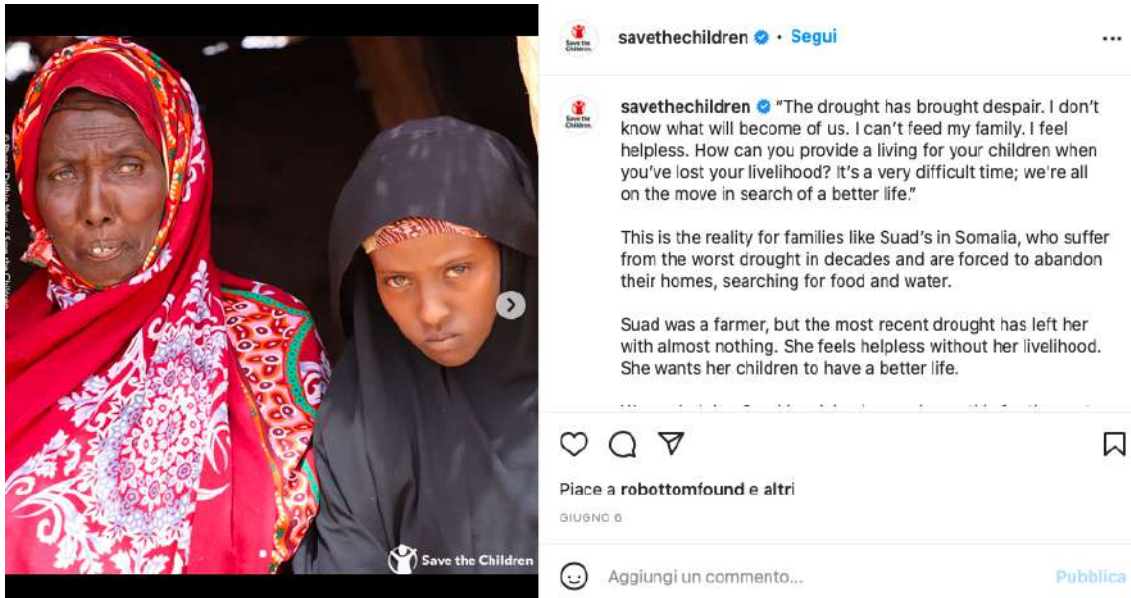 Save the Children
savethechildren • Segui
savethechildren “The drought has brought despair. I don’t
know what will become of us. I can’t feed my family. I feel
helpless. How can you provide a living for your children when
you’ve lost your livelihood? It’s a very difficult time; we're all
on the move in search of a better life.”
This is the reality for families like Suad’s in Somalia, who suffer
from the worst drought in decades and are forced to abandon
their homes, searching for food and water.
Suad was a farmer, but the most recent drought has left her
with almost nothing. She feels helpless without her livelihood.
She wants her children to have a better life.
Piace a robottomfound e altri
GIUGNO 6
Aggiungi un commento...
Pubblica